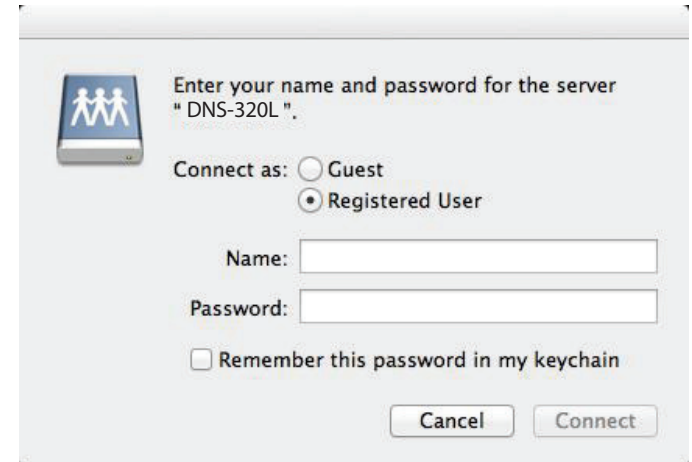 Enter your name and password for the server
" DNS-320L ".
Connect as: Guest
Registered User
Name:
Password:
Remember this password in my keychain
Cancel Connect